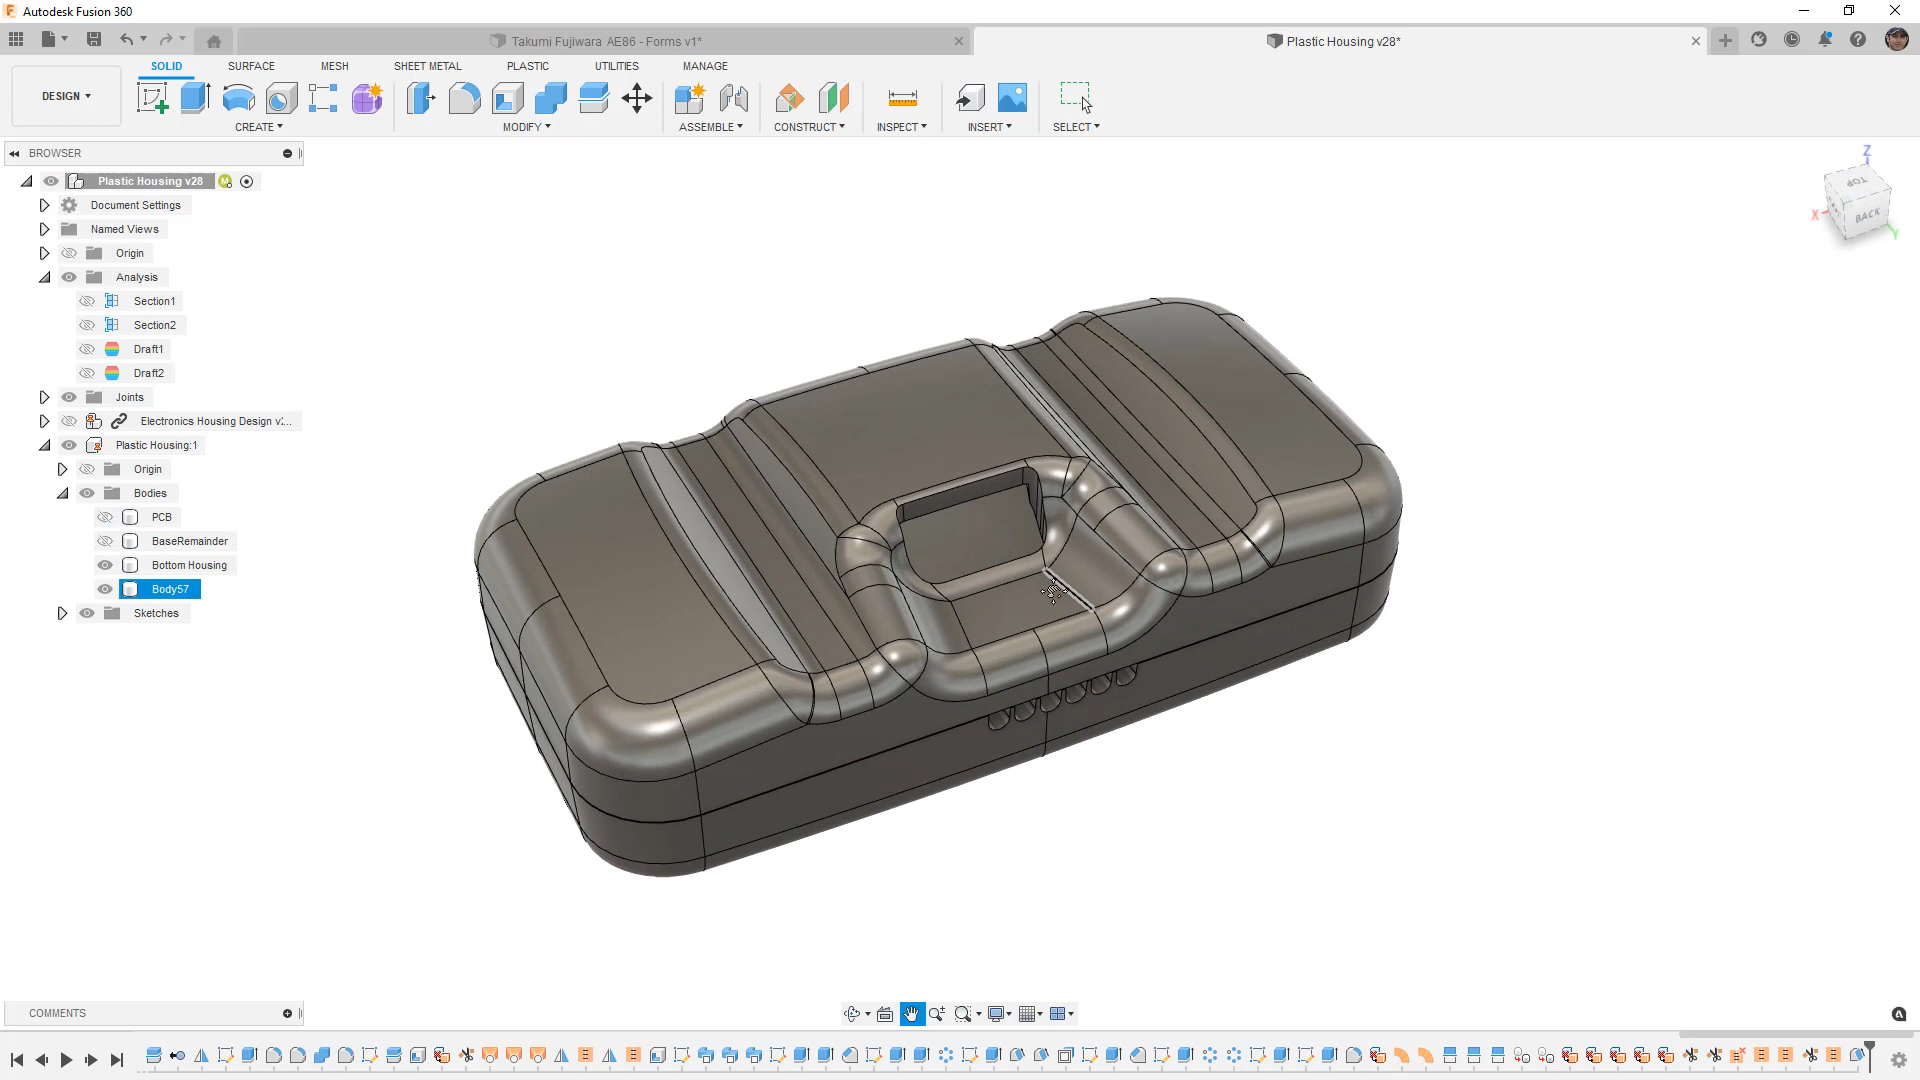 Autodesk Fusion 360
Takumi Fujiwara AE86 - Forms v1*
Plastic Housing v28*
SOLID
SURFACE
MESH
SHEET METAL
PLASTIC
UTILITIES
MANAGE
DESIGN
CREATE
MODIFY
ASSEMBLE
CONSTRUCT
INSPECT
INSERT
SELECT
BROWSER
Plastic Housing v28
Document Settings
Named Views
Origin
Analysis
Section1
Section2
Draft1
Draft2
Joints
Electronics Housing Design v:...
Plastic Housing:1
Origin
Bodies
PCB
BaseRemainder
Bottom Housing
Body57
Sketches
Z
TOP
BACK
X
Y
COMMENTS